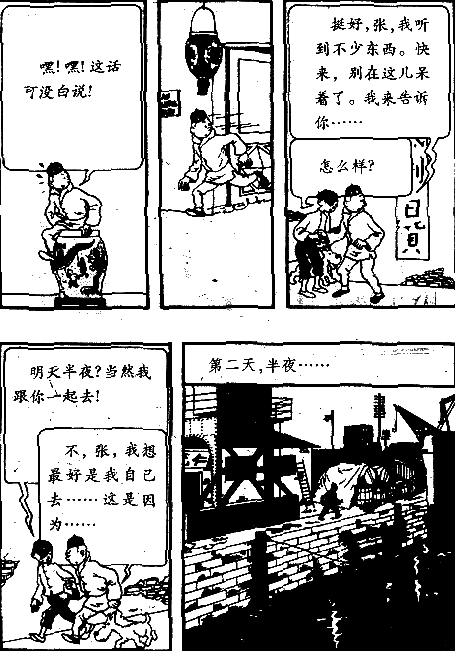 嘿！嘿！这话
可没白说！
挺好，张，我听
到不少东西。快
来，别在这儿呆
着了。我来告诉
你……
怎么样？
日
貨
明天半夜？当然我
跟你一起去！
不，张，我想
最好是我自己
去……这是因
为……
第二天，半夜……